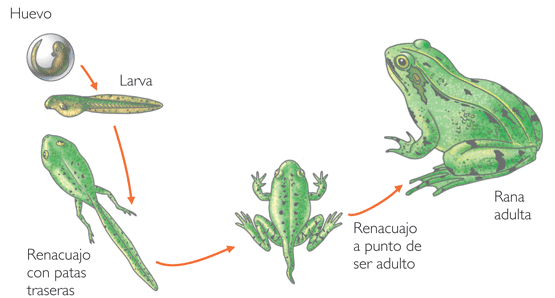 Huevo
Larva
Renacuajo
con patas
traseras
Renacuajo
a punto de
ser adulto
Rana
adulta